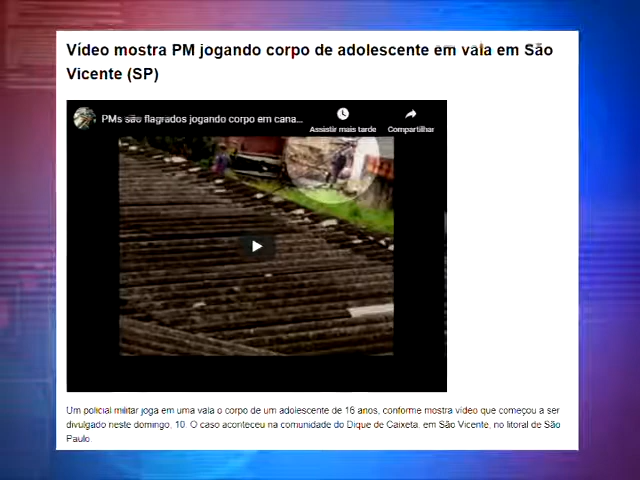 Vídeo mostra PM jogando corpo de adolescente em vala em São
Vicente (SP)
PMs são flagrados jogando corpo em cana...
Assistir mais tarde
Compartilhar
Um policial militar joga em uma vala o corpo de um adolescente de 16 anos, conforme mostra vídeo que começou a ser
divulgado neste domingo, 10. O caso aconteceu na comunidade do Dique de Caixeta, em São Vicente, no litoral de São
Paulo.